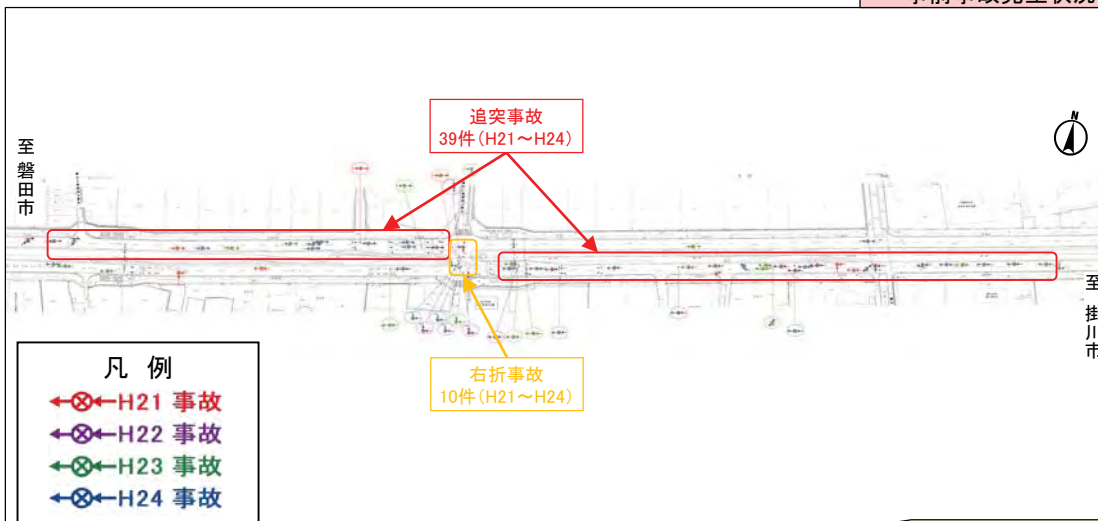 追突事故
39件(H21～H24)
N
至磐田市
至掛川市
右折事故
10件(H21～H24)
凡 例
H21 事故
H22 事故
H23 事故
H24 事故